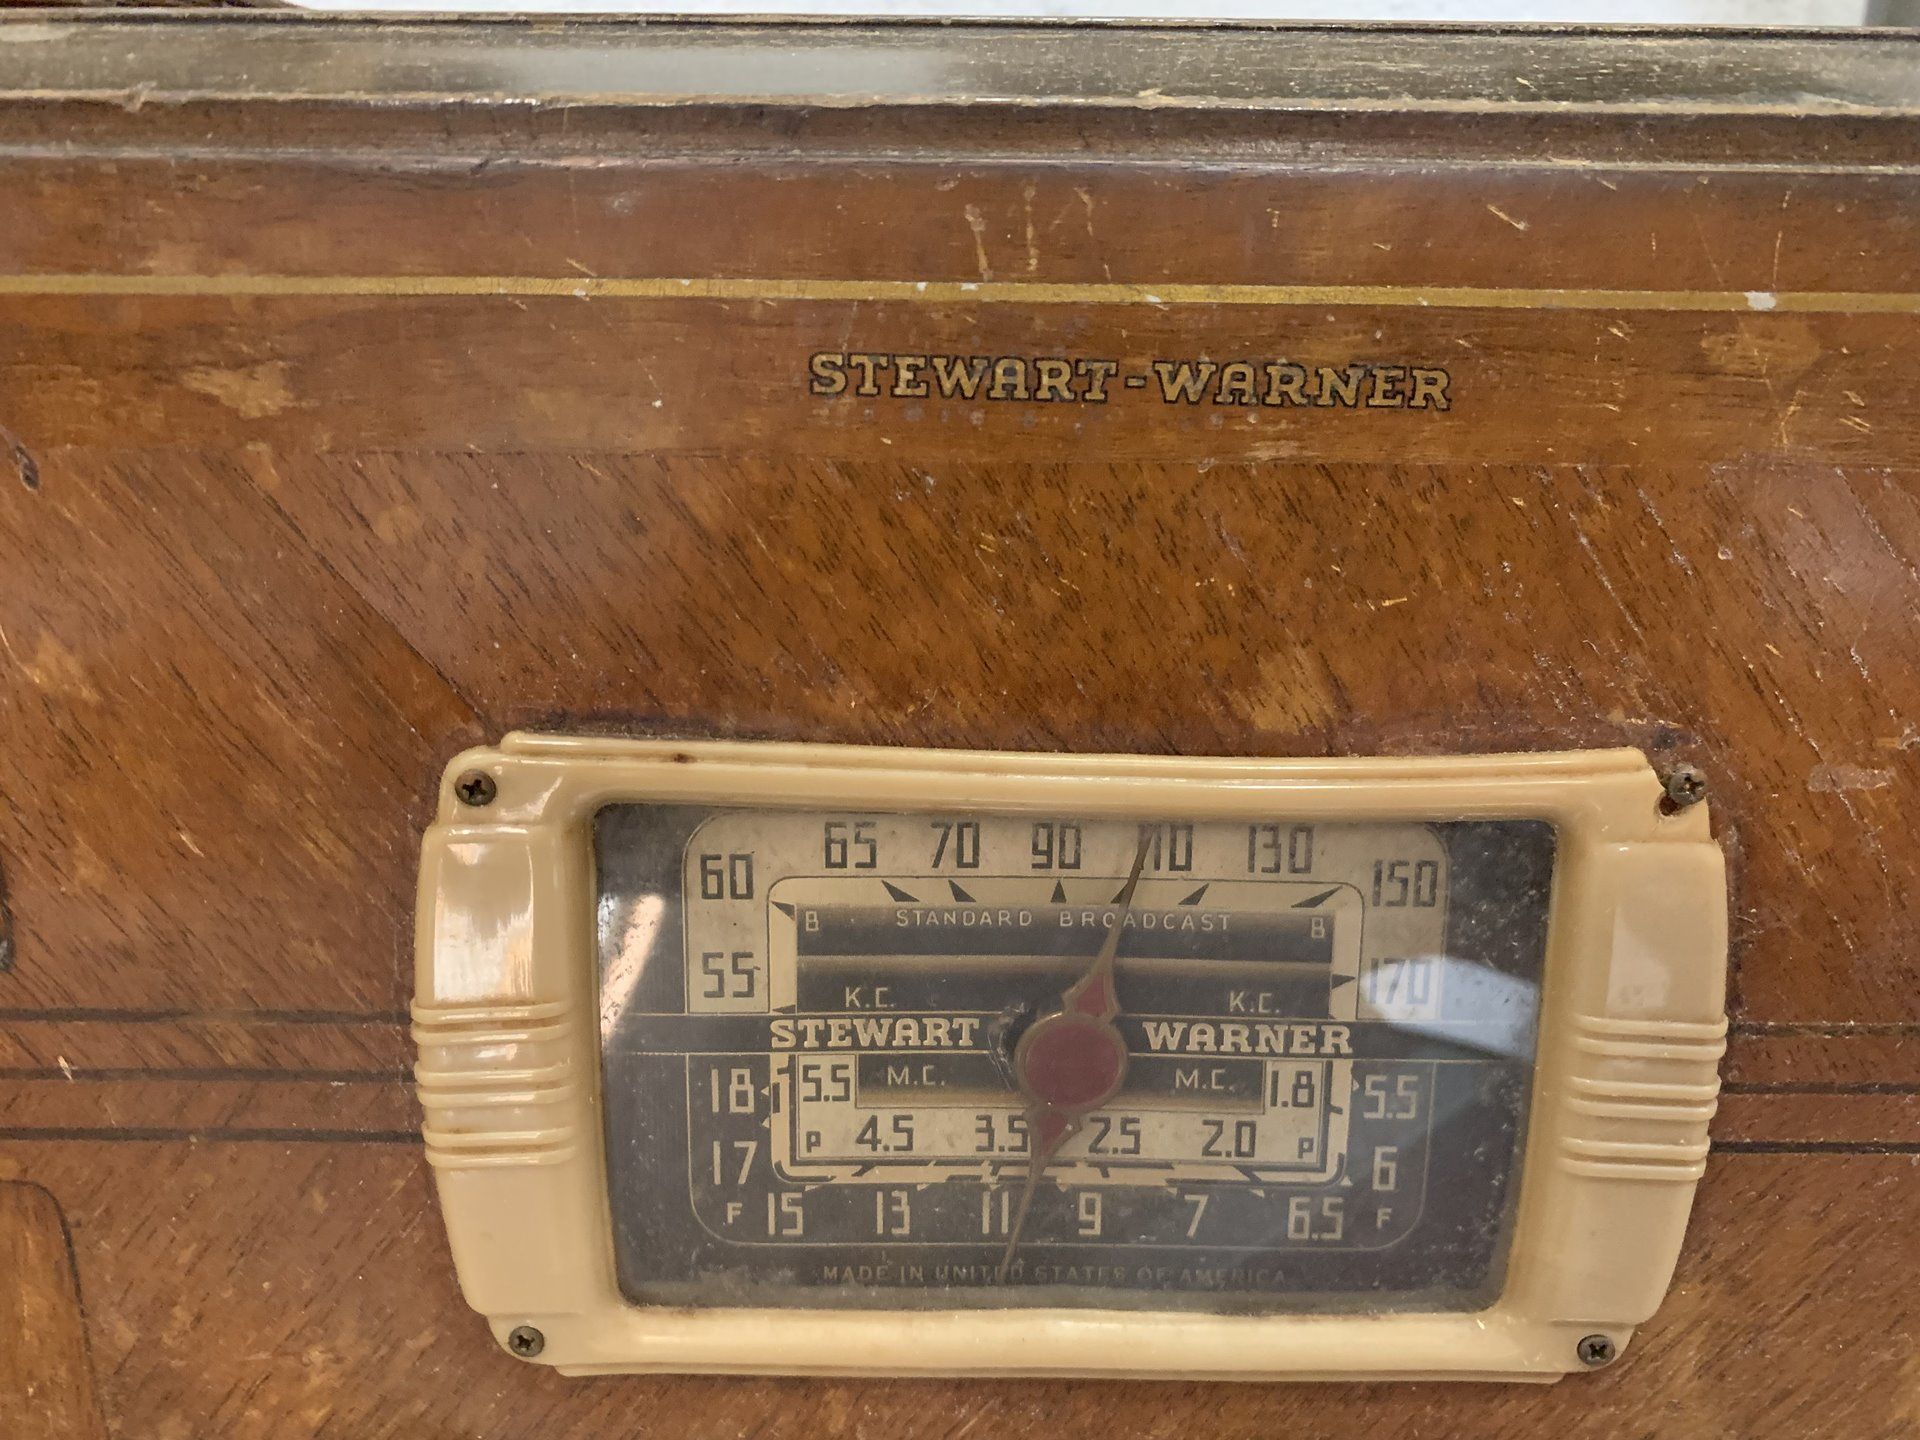 STEWART-WARNER
65 70 90 110 130
60 150
B STANDARD BROADCAST B
55 170
K.C. K.C.
STEWART WARNER
18 5.5 M.C. M.C. 1.8 5.5
P 4.5 3.5 2.5 2.0 P
17 6
F 15 13 11 9 7 6.5 F
MADE IN UNITED STATES OF AMERICA